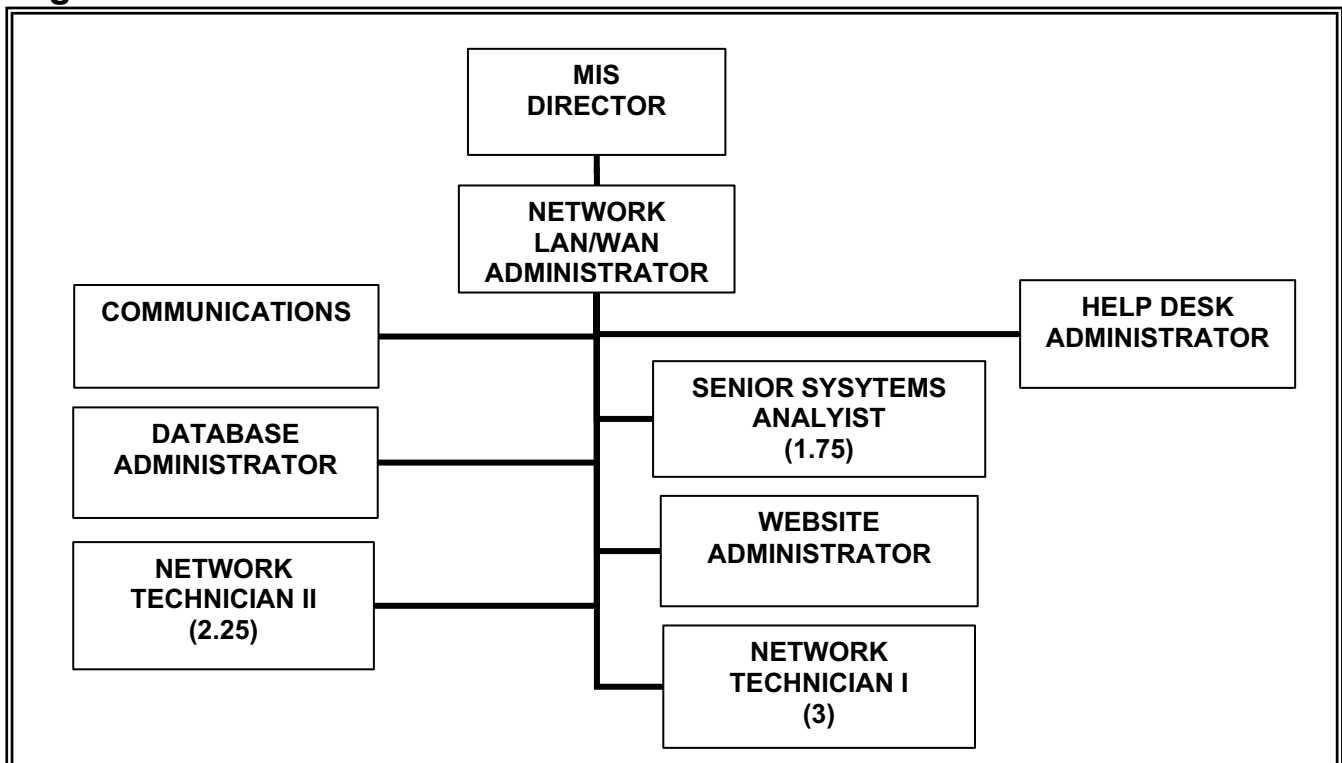 MIS
DIRECTOR
NETWORK
LAN/WAN
ADMINISTRATOR
COMMUNICATIONS
HELP DESK
ADMINISTRATOR
SENIOR SYSYTEMS
ANALYIST
(1.75)
DATABASE
ADMINISTRATOR
WEBSITE
ADMINISTRATOR
NETWORK
TECHNICIAN II
(2.25)
NETWORK
TECHNICIAN I
(3)